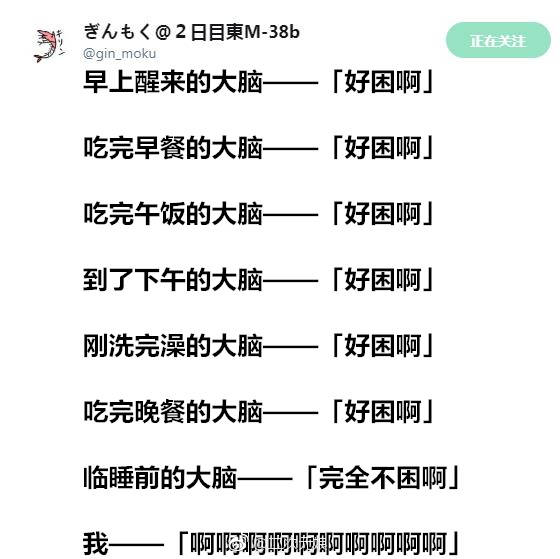 ぎんもく@２日目東M-38b
@gin_moku
正在关注
キリン
早上醒来的大脑——「好困啊」
吃完早餐的大脑——「好困啊」
吃完午饭的大脑——「好困啊」
到了下午的大脑——「好困啊」
刚洗完澡的大脑——「好困啊」
吃完晚餐的大脑——「好困啊」
临睡前的大脑——「完全不困啊」
我——「啊啊啊啊啊啊啊啊啊啊」